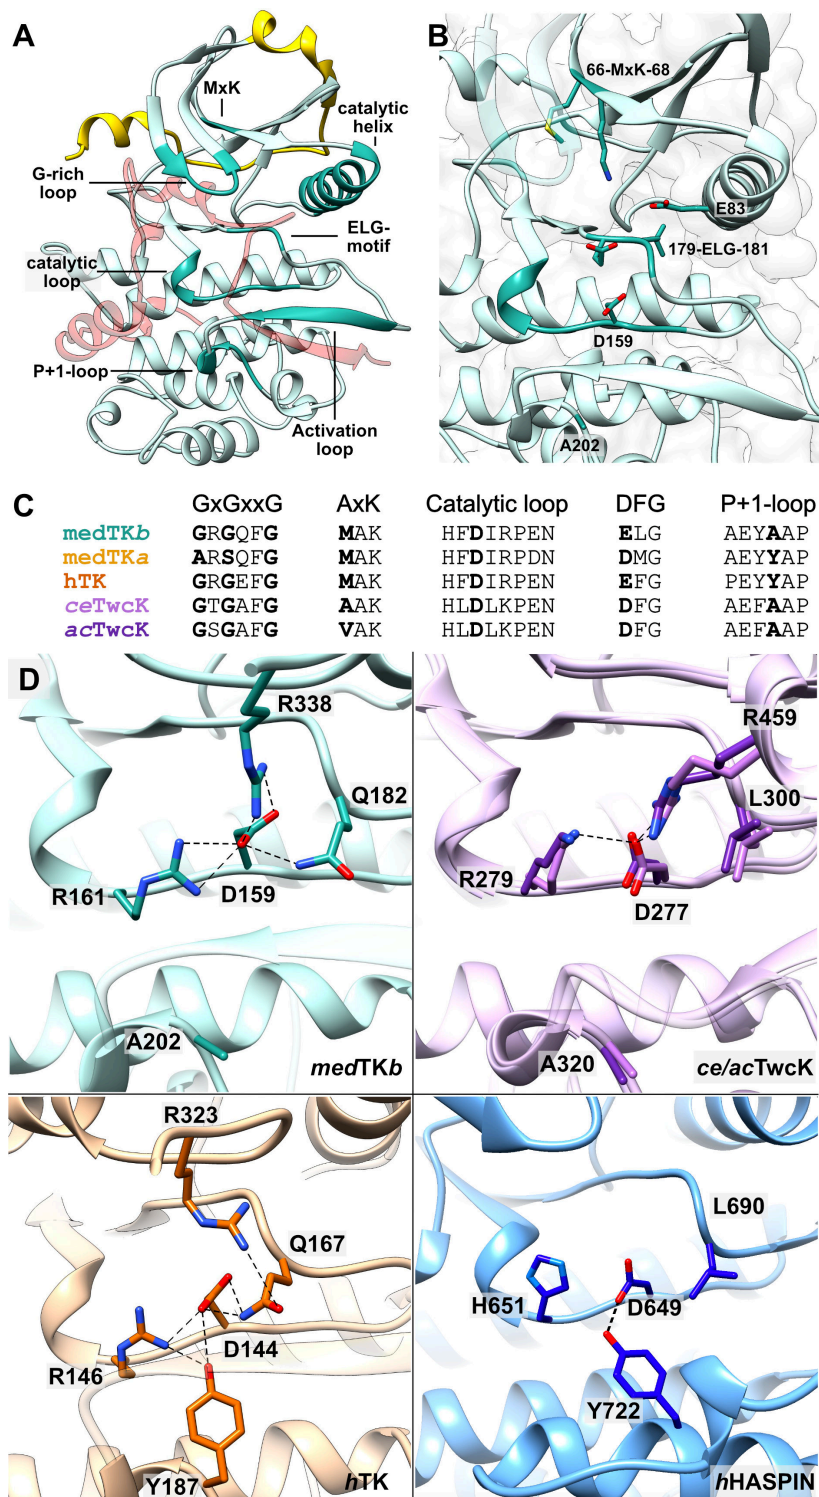 A
MxK
catalytic
helix
G-rich
loop
ELG-
motif
catalytic
loop
P+1-loop
Activation
loop
B
66-MxK-68
E83
179-ELG-181
D159
A202
C
GxGxxG AxK Catalytic loop DFG P+1-loop
medTKb GRGQFG MAK HFDIRPEN ELG AEYAAP
medTKa ARSQFG MAK HFDIRPDN DMG AEYYAP
hTK GRGEFG MAK HFDIRPEN EFG PEYYAP
ceTwcK GTGAFG AAK HLDLKPEN DFG AEFAAP
acTwcK GSGAFG VAK HLDLKPEN DFG AEFAAP
D
R338
Q182
R161
D159
A202
medTKb
R459
L300
R279
D277
A320
ce/acTwcK
R323
Q167
D144
R146
Y187
hTK
L690
H651
D649
Y722
hHASPIN